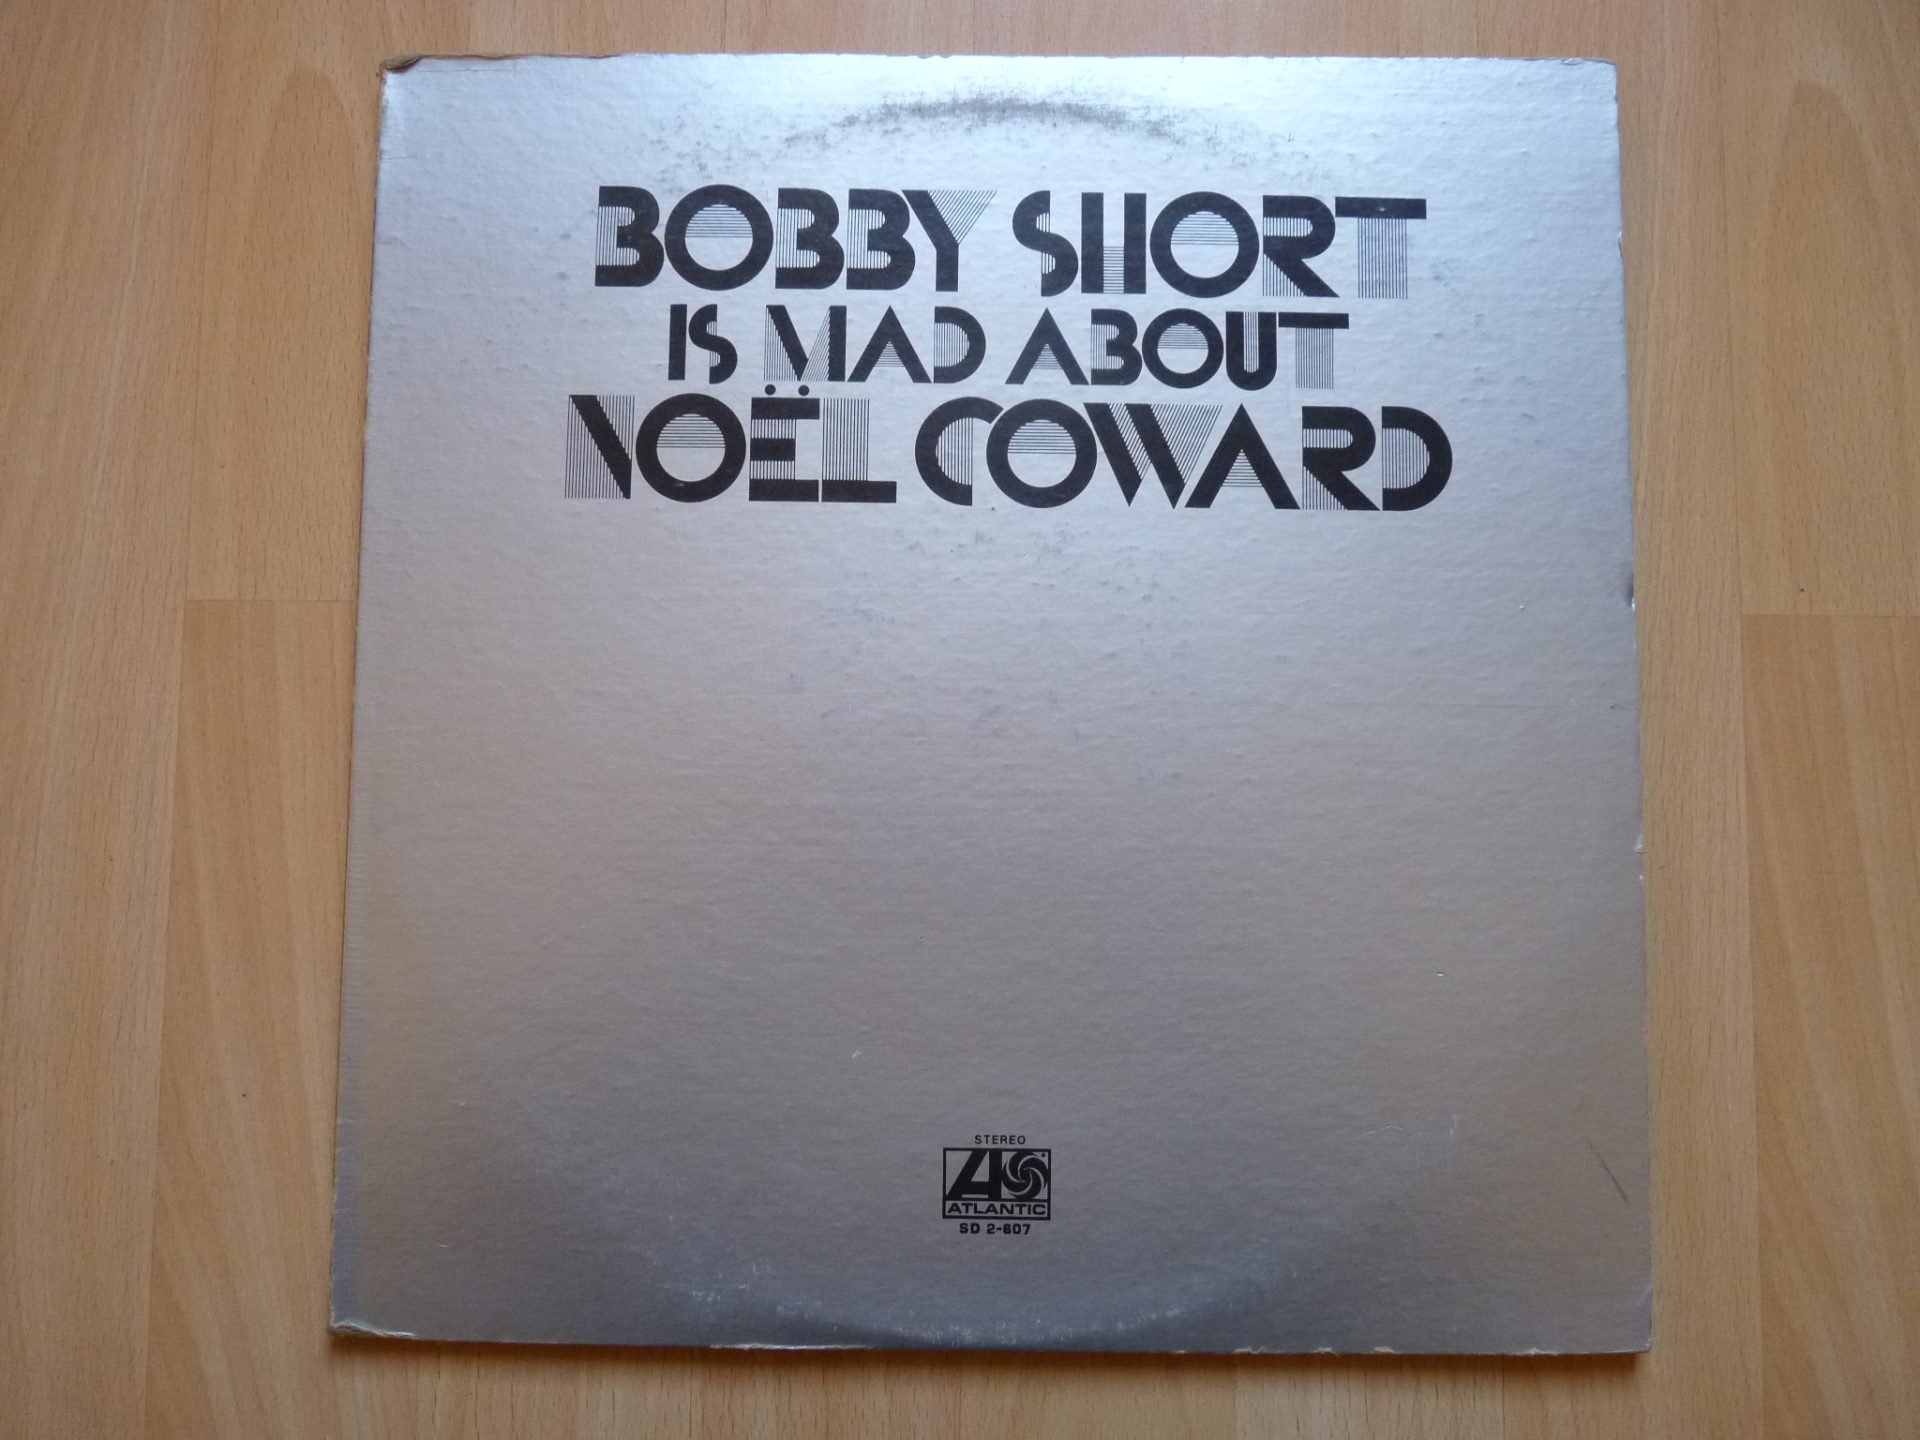 BOBBY SHORT
IS MAD ABOUT
NOËL COWARD
STEREO
ATLANTIC
SD 2-607